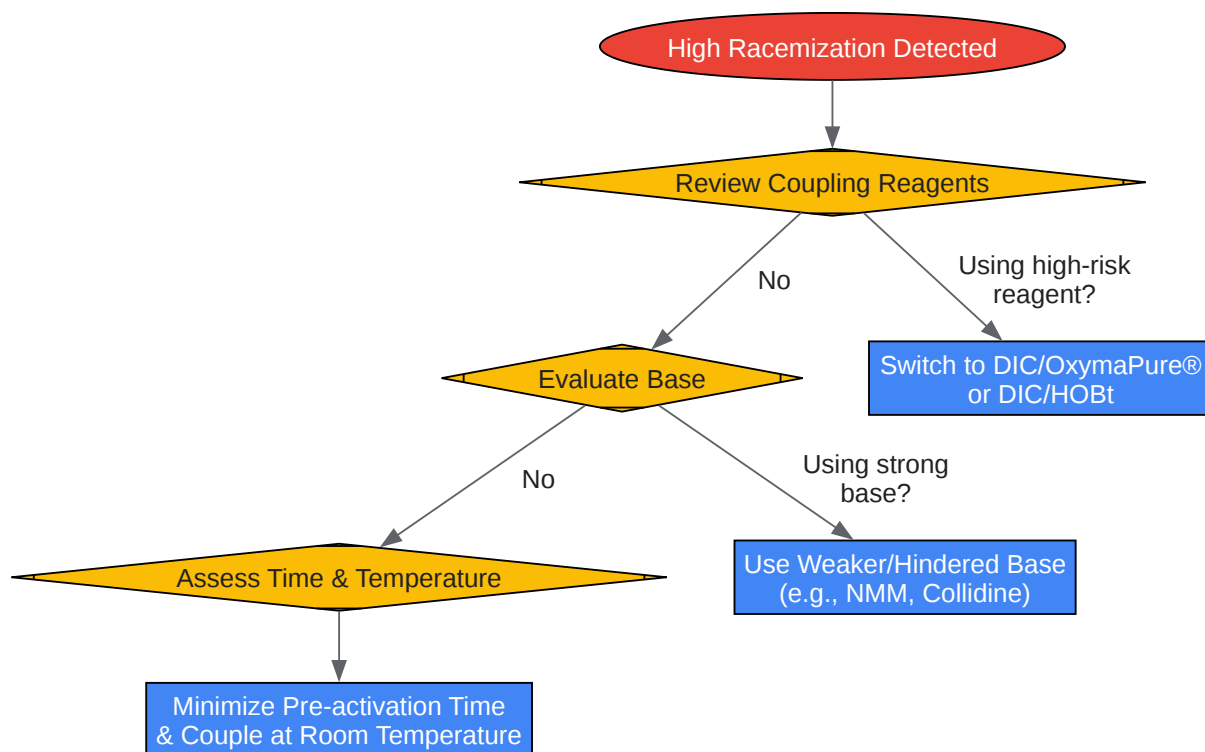 High Racemization Detected
Review Coupling Reagents
No
Using high-risk
reagent?
Evaluate Base
Switch to DIC/OxymaPure®
or DIC/HOBt
No
Using strong
base?
Assess Time & Temperature
Use Weaker/Hindered Base
(e.g., NMM, Collidine)
Minimize Pre-activation Time
& Couple at Room Temperature